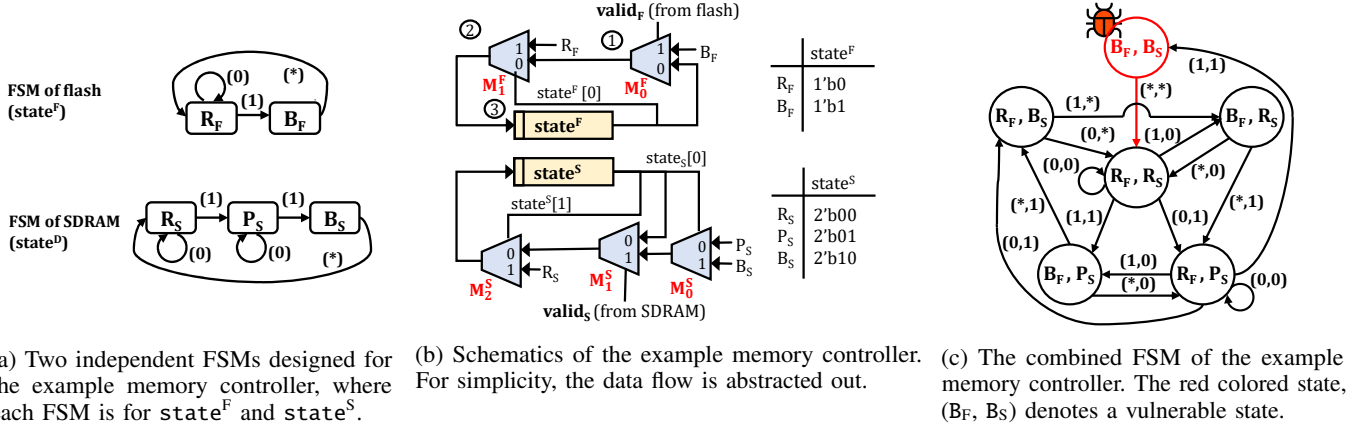 FSM of flash
(state^F)
(0)
(*)
(1)
R_F
B_F
FSM of SDRAM
(state^D)
(1)
(1)
R_S
P_S
B_S
(0)
(0)
(*)
valid_F (from flash)
②
①
1
0
R_F
1
0
B_F
M_1^F
M_0^F
state^F [0]
③
state^F
state_S[0]
state^S
state^S[1]
0
1
R_S
0
1
0
1
P_S
B_S
M_2^S
M_1^S
M_0^S
valid_S (from SDRAM)
state^F
R_F 1'b0
B_F 1'b1
state^S
R_S 2'b00
P_S 2'b01
B_S 2'b10
B_F, B_S
(1,1)
(*,*)
R_F, B_S
(1,*)
B_F, R_S
(0,*)
(1,0)
(0,0)
R_F, R_S
(*,0)
(*,1)
(1,1)
(0,1)
(*,1)
(0,1)
B_F, P_S
(1,0)
(*,0)
R_F, P_S
(0,0)
a) Two independent FSMs designed for
he example memory controller, where
ach FSM is for state^F and state^S.
(b) Schematics of the example memory controller.
For simplicity, the data flow is abstracted out.
(c) The combined FSM of the example
memory controller. The red colored state,
(B_F, B_S) denotes a vulnerable state.